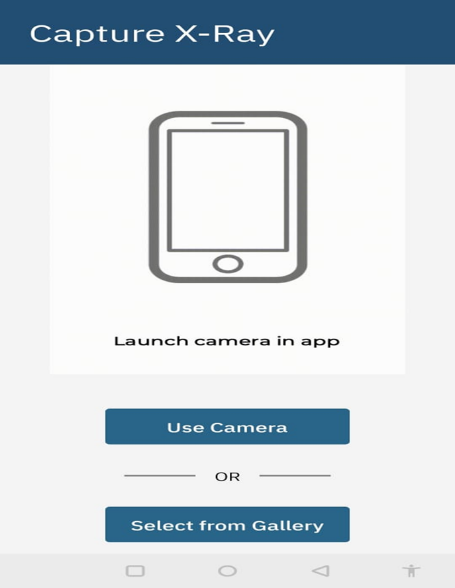 Capture X-Ray
Launch camera in app
Use Camera
OR
Select from Gallery